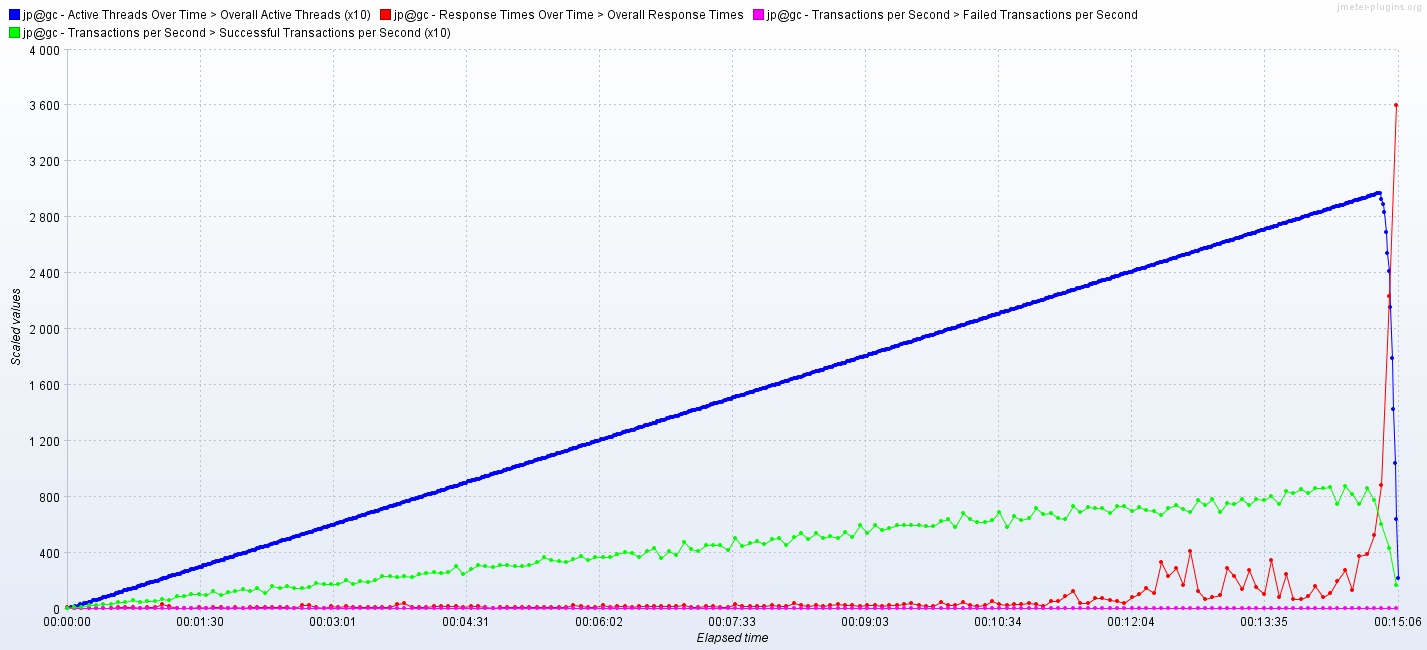 jmeter-plugins.org
jp@gc - Active Threads Over Time > Overall Active Threads (x10) jp@gc - Response Times Over Time > Overall Response Times jp@gc - Transactions per Second > Failed Transactions per Second
jp@gc - Transactions per Second > Successful Transactions per Second (x10)
4 000
3 600
3 200
2 800
2 400
2 000
1 600
1 200
800
400
0
Scaled values
00:00:00 00:01:30 00:03:01 00:04:31 00:06:02 00:07:33 00:09:03 00:10:34 00:12:04 00:13:35 00:15:06
Elapsed time